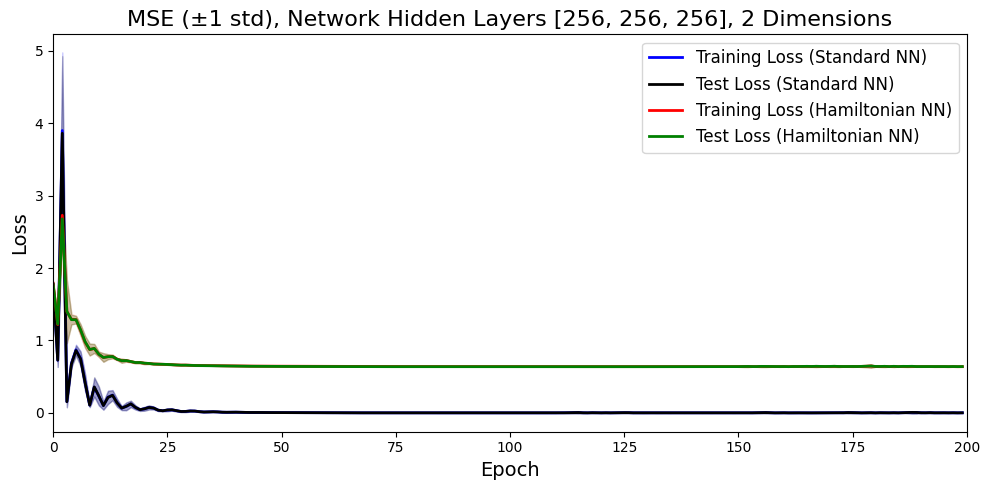 MSE (±1 std), Network Hidden Layers [256, 256, 256], 2 Dimensions
5
4
3
2
1
0
Loss
Training Loss (Standard NN)
Test Loss (Standard NN)
Training Loss (Hamiltonian NN)
Test Loss (Hamiltonian NN)
0 25 50 75 100 125 150 175 200
Epoch